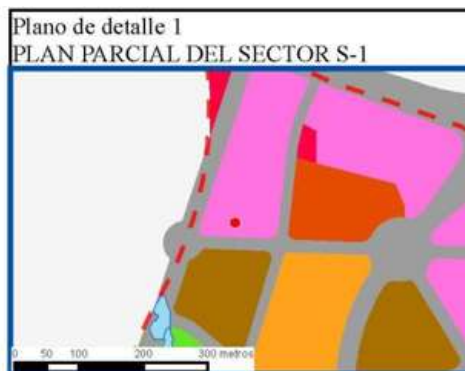 Plano de detalle 1
PLAN PARCIAL DEL SECTOR S-1
0 50 100 200 300 metros